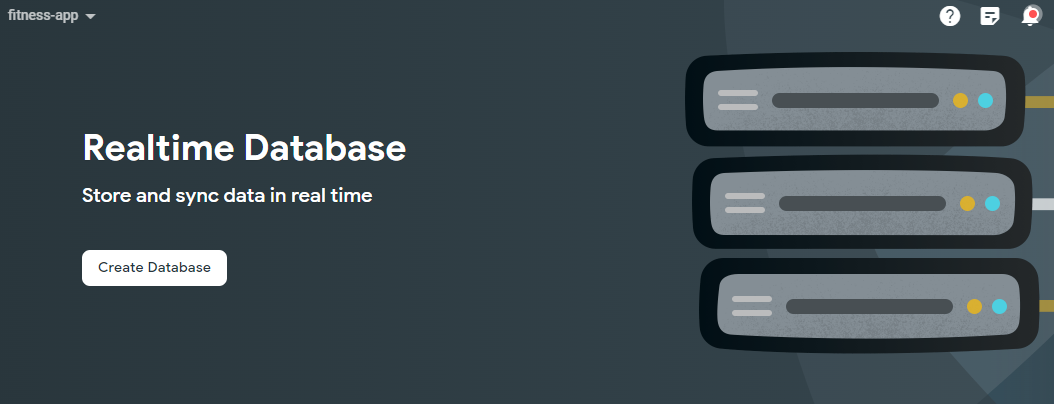 fitness-app
Realtime Database
Store and sync data in real time
Create Database